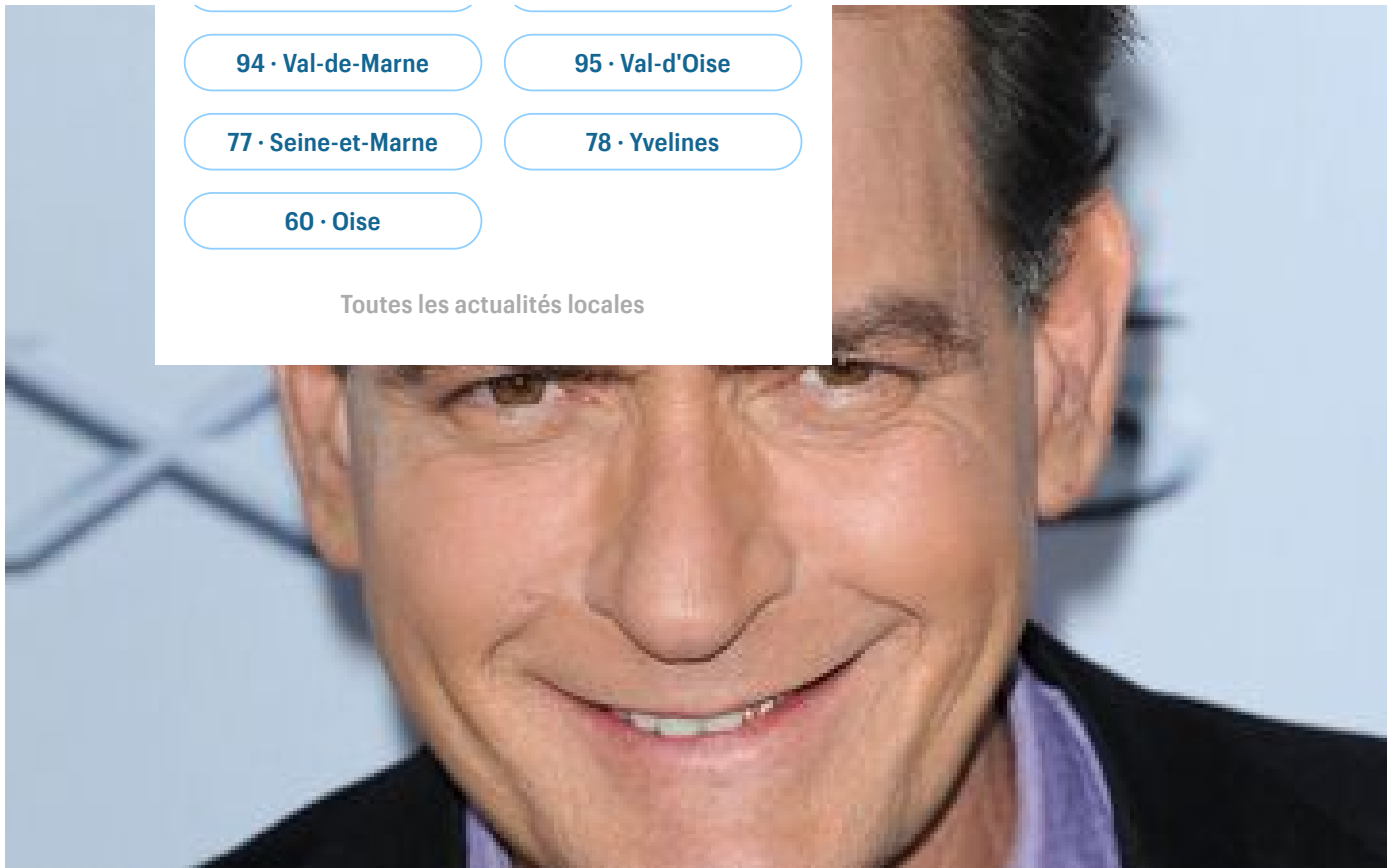 94 · Val-de-Marne
95 · Val-d'Oise
77 · Seine-et-Marne
78 · Yvelines
60 · Oise
Toutes les actualités locales